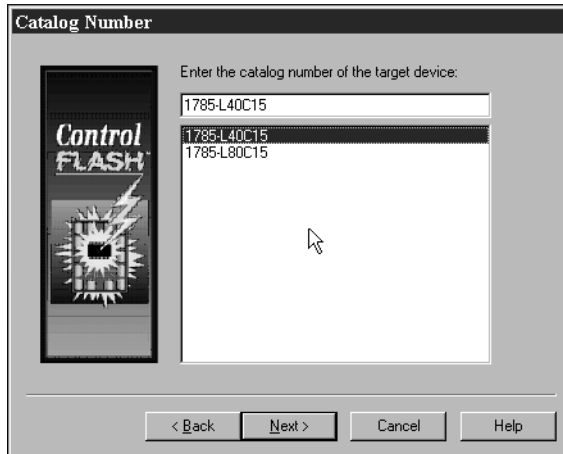 Catalog Number
Enter the catalog number of the target device:
1785-L40C15
1785-L40C15
1785-L80C15
Control
FLASH
< Back
Next >
Cancel
Help